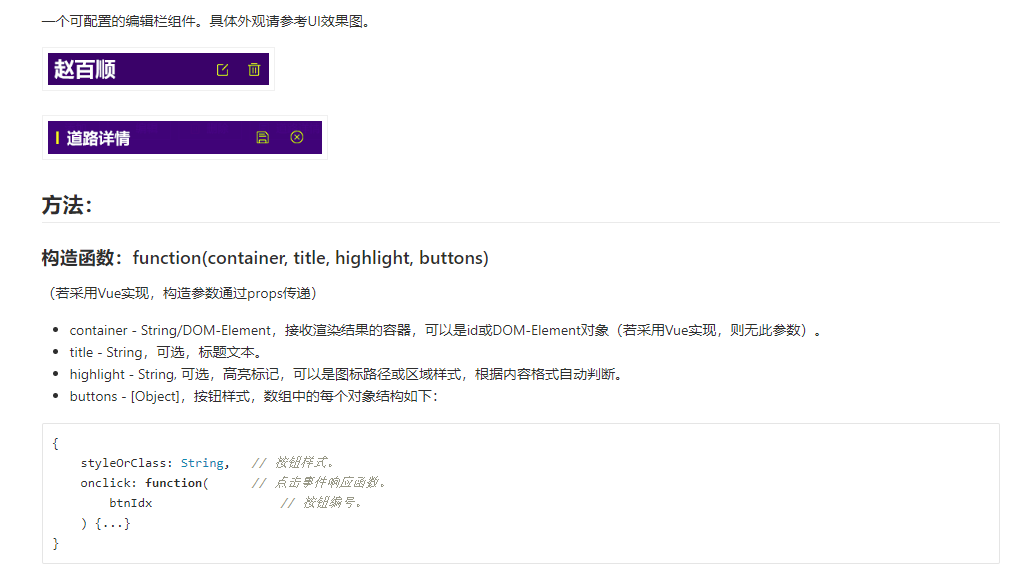 一个可配置的编辑栏组件。具体外观请参考UI效果图。
赵百顺
道路详情
方法：
构造函数：function(container, title, highlight, buttons)
（若采用Vue实现，构造参数通过props传递）
container - String/DOM-Element，接收渲染结果的容器，可以是id或DOM-Element对象（若采用Vue实现，则无此参数）。
title - String，可选，标题文本。
highlight - String, 可选，高亮标记，可以是图标路径或区域样式，根据内容格式自动判断。
buttons - [Object]，按钮样式，数组中的每个对象结构如下：
{
styleOrClass: String, // 按钮样式。
onclick: function( // 点击事件响应函数。
btnIdx // 按钮编号。
) {...}
}